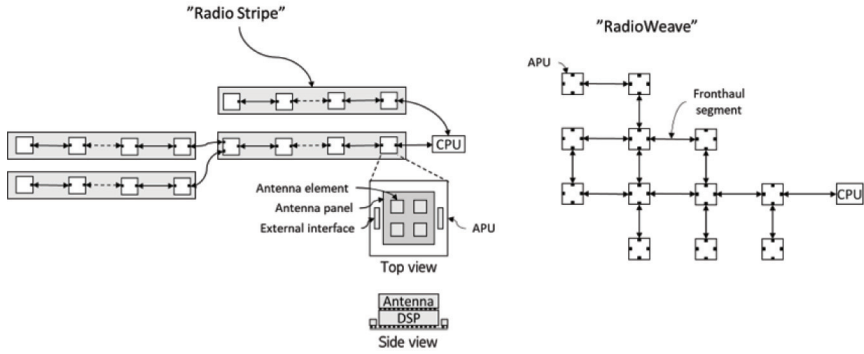 "Radio Stripe"
"RadioWeave"
APU
Fronthaul
segment
CPU
Antenna element
Antenna panel
External interface
APU
CPU
Top view
Antenna
DSP
Side view